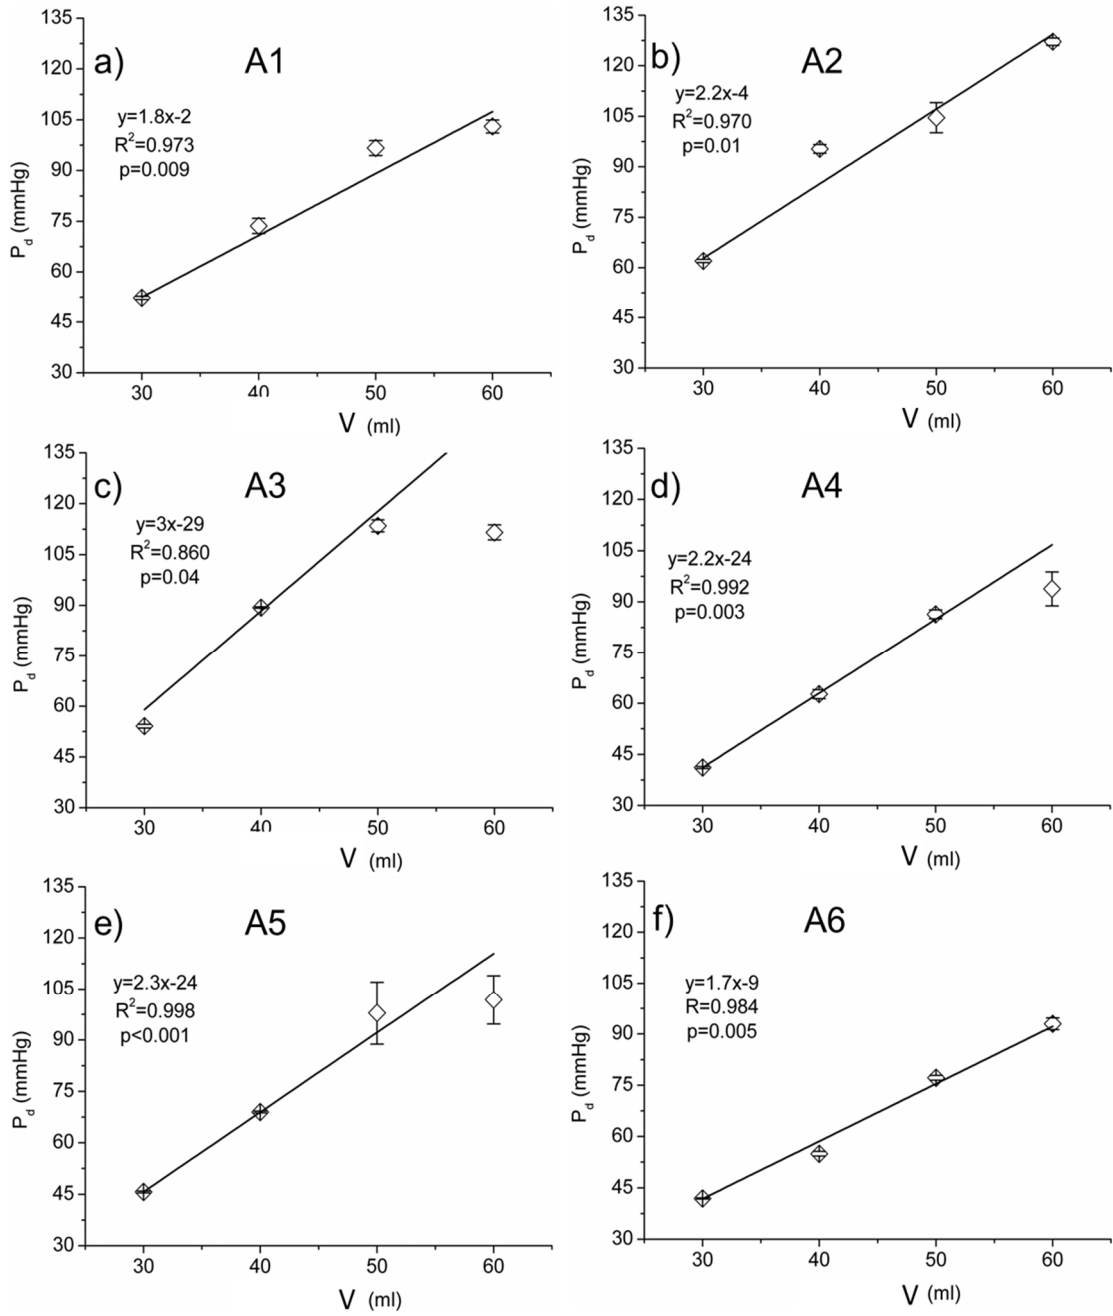 a) A1
y=1.8x-2
R²=0.973
p=0.009
135
120
105
90
75
60
45
30
P_d (mmHg)
30 40 50 60
V (ml)
b) A2
y=2.2x-4
R²=0.970
p=0.01
135
120
105
90
75
60
45
30
P_d (mmHg)
30 40 50 60
V (ml)
c) A3
y=3x-29
R²=0.860
p=0.04
135
120
105
90
75
60
45
30
P_d (mmHg)
30 40 50 60
V (ml)
d) A4
y=2.2x-24
R²=0.992
p=0.003
135
120
105
90
75
60
45
30
P_d (mmHg)
30 40 50 60
V (ml)
e) A5
y=2.3x-24
R²=0.998
p<0.001
135
120
105
90
75
60
45
30
P_d (mmHg)
30 40 50 60
V (ml)
f) A6
y=1.7x-9
R=0.984
p=0.005
135
120
105
90
75
60
45
30
P_d (mmHg)
30 40 50 60
V (ml)